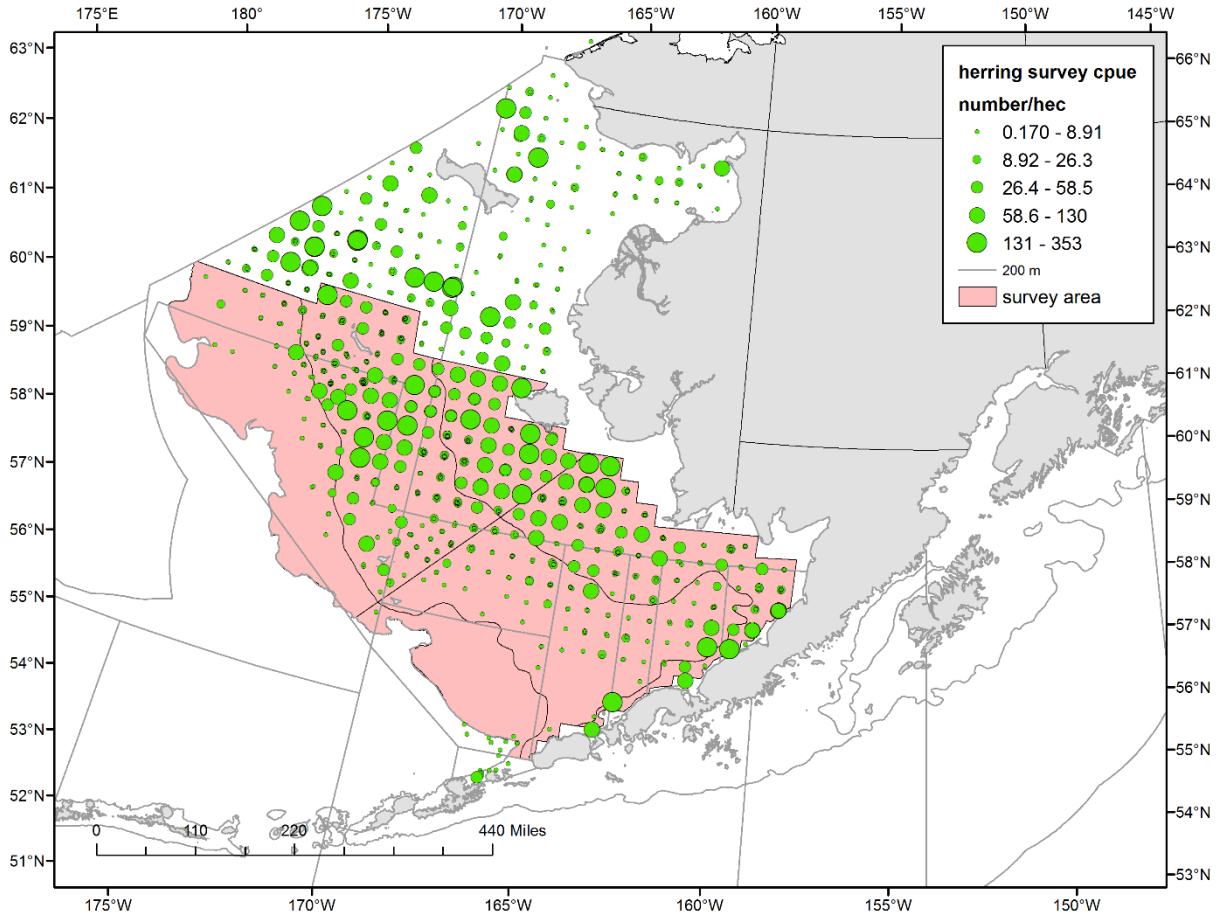 175°E 180° 175°W 170°W 165°W 160°W 155°W 150°W 145°W
63°N
62°N
61°N
60°N
59°N
58°N
57°N
56°N
55°N
54°N
53°N
52°N
51°N
herring survey cpue
number/hec
0.170 - 8.91
8.92 - 26.3
26.4 - 58.5
58.6 - 130
131 - 353
200 m
survey area
66°N
65°N
64°N
63°N
62°N
61°N
60°N
59°N
58°N
57°N
56°N
55°N
54°N
53°N
0 110 220 440 Miles
175°W 170°W 165°W 160°W 155°W 150°W